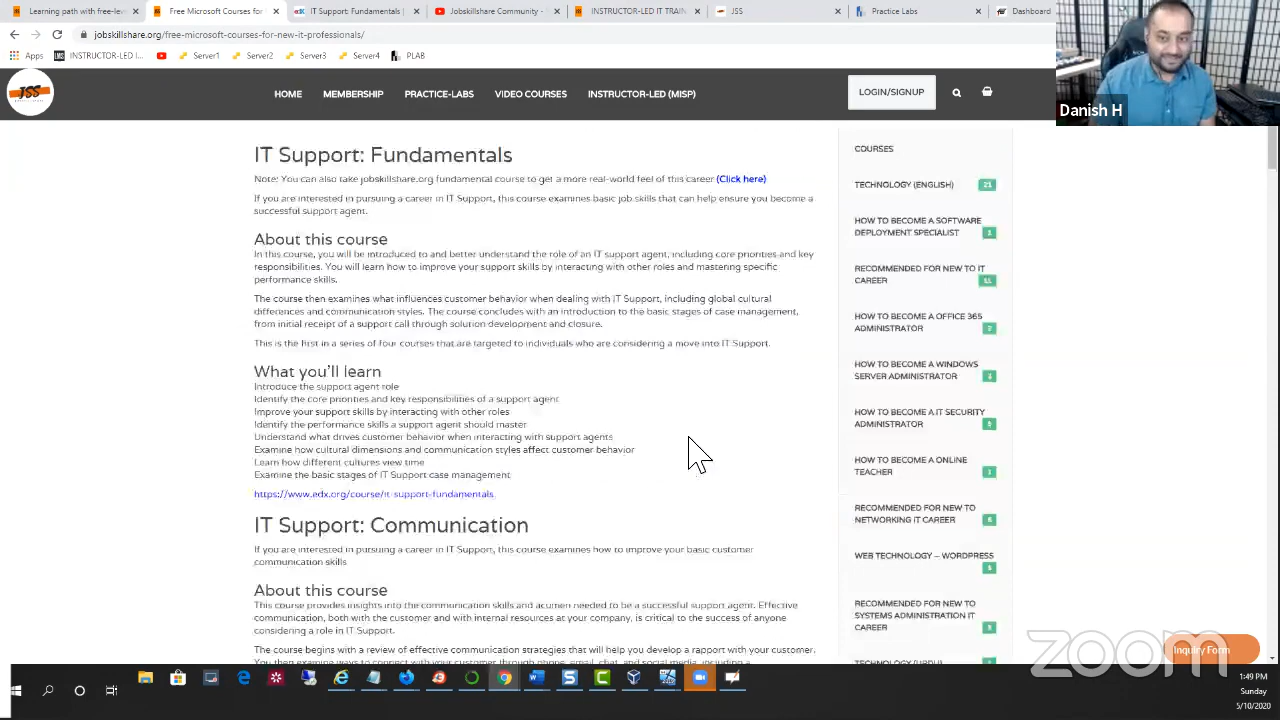 Learning path with free-lev
Free Microsoft Courses for
IT Support: Fundamentals |
Jobskillshare Community -
INSTRUCTOR-LED IT TRAIN
JSS
Practice Labs
Dashboard
jobskillshare.org/free-microsoft-courses-for-new-it-professionals/
Apps
INSTRUCTOR-LED I...
Server1
Server2
Server3
Server4
PLAB
JSS
HOME
MEMBERSHIP
PRACTICE-LABS
VIDEO COURSES
INSTRUCTOR-LED (MISP)
LOGIN/SIGNUP
Danish H
IT Support: Fundamentals
Note: You can also take jobskillshare.org fundamental course to get a more real-world feel of this career (Click here)
If you are interested in pursuing a career in IT Support, this course examines basic job skills that can help ensure you become a
successful support agent.
About this course
In this course, you will be introduced to and better understand the role of an IT support agent, including core priorities and key
responsibilities. You will learn how to improve your support skills by interacting with other roles and mastering specific
performance skills.
The course then examines what influences customer behavior when dealing with IT Support, including global cultural
differences and communication styles. The course concludes with an introduction to the basic stages of case management,
from initial receipt of a support call through solution development and closure.
This is the first in a series of four courses that are targeted to individuals who are considering a move into IT Support.
What you'll learn
Introduce the support agent role
Identify the core priorities and key responsibilities of a support agent
Improve your support skills by interacting with other roles
Identify the performance skills a support agent should master
Understand what drives customer behavior when interacting with support agents
Examine how cultural dimensions and communication styles affect customer behavior
Learn how different cultures view time
Examine the basic stages of IT Support case management
https://www.edx.org/course/it-support-fundamentals
IT Support: Communication
If you are interested in pursuing a career in IT Support, this course examines how to improve your basic customer
communication skills
About this course
This course provides insights into the communication skills and acumen needed to be a successful support agent. Effective
communication, both with the customer and with internal resources at your company, is critical to the success of anyone
considering a role in IT Support.
The course begins with a review of effective communication strategies that will help you develop a rapport with your customer.
You then examine ways to connect with your customer through phone, email, chat, and social media, including a
COURSES
TECHNOLOGY (ENGLISH) 21
HOW TO BECOME A SOFTWARE
DEPLOYMENT SPECIALIST
RECOMMENDED FOR NEW TO IT
CAREER 11
HOW TO BECOME A OFFICE 365
ADMINISTRATOR
HOW TO BECOME A WINDOWS
SERVER ADMINISTRATOR
HOW TO BECOME A IT SECURITY
ADMINISTRATOR
HOW TO BECOME A ONLINE
TEACHER
RECOMMENDED FOR NEW TO
NETWORKING IT CAREER
WEB TECHNOLOGY – WORDPRESS
RECOMMENDED FOR NEW TO
SYSTEMS ADMINISTRATION IT
CAREER
TECHNOLOGY (URDU)
zoom
Inquiry Form
1:49 PM
Sunday
5/10/2020